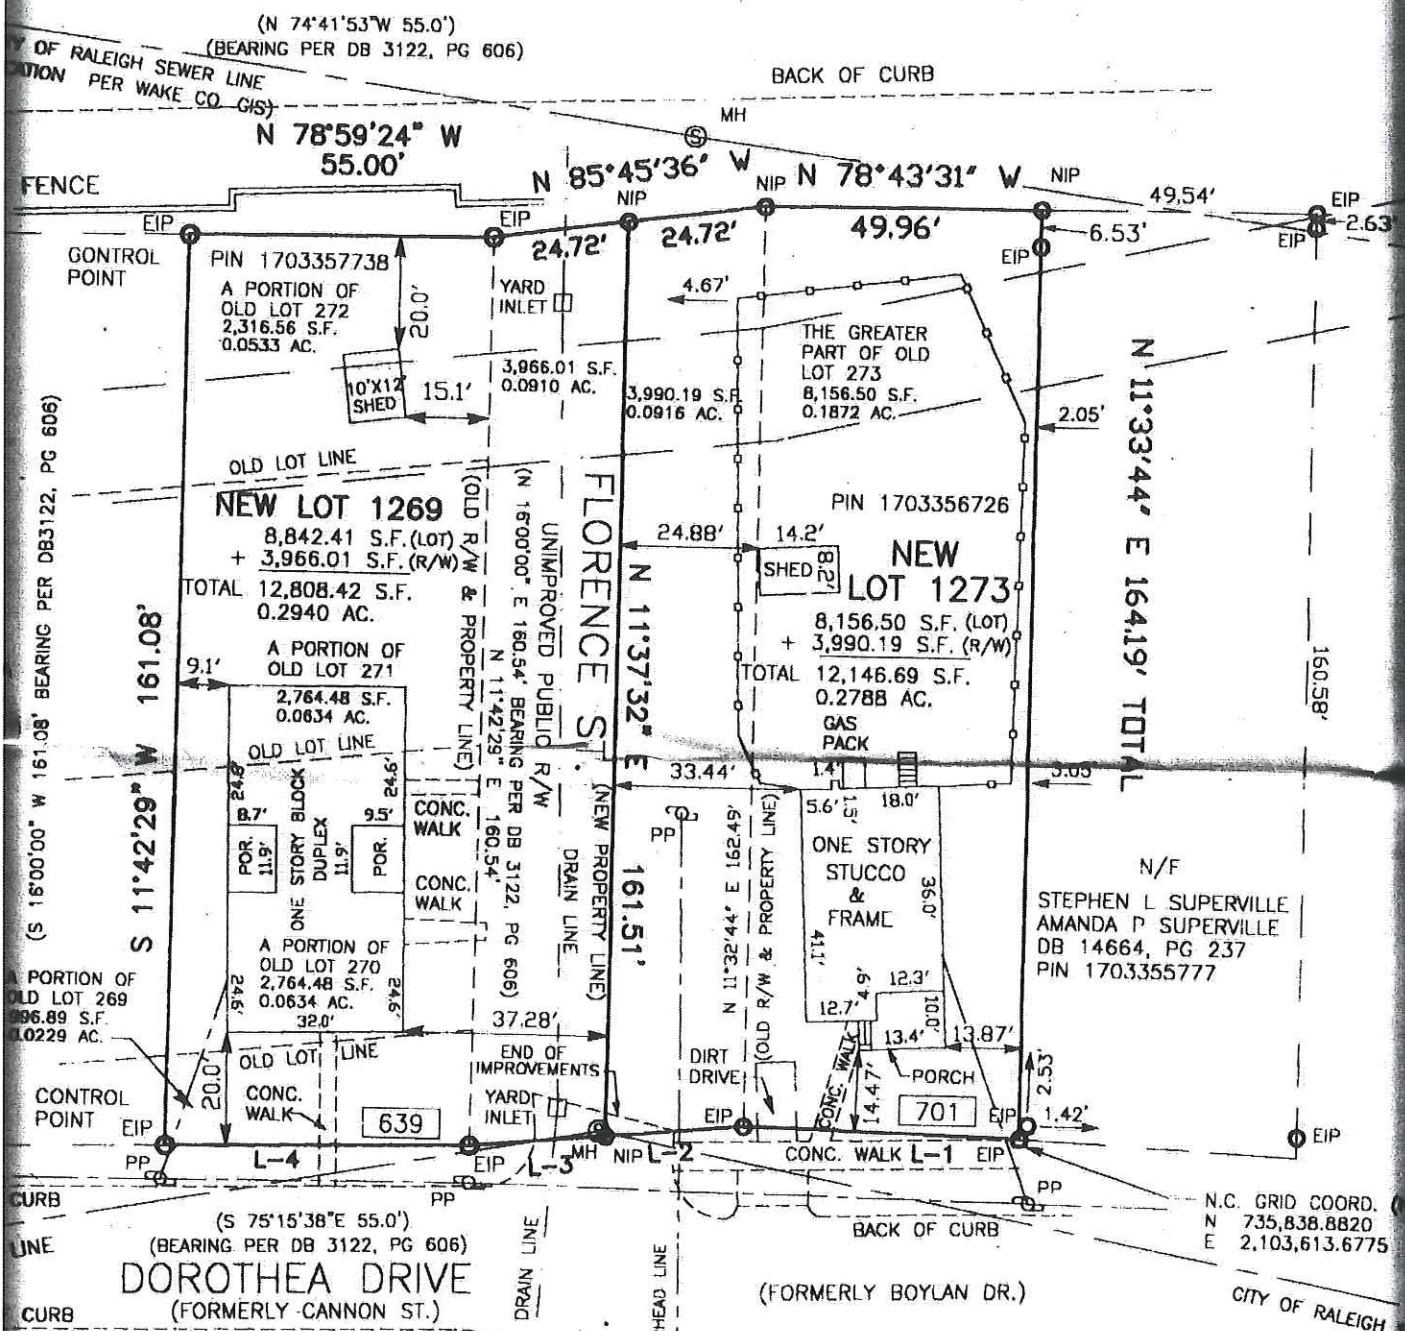 (N 74°41'53"W 55.0')
(BEARING PER DB 3122, PG 606)
OF RALEIGH SEWER LINE
PER WAKE CO. GIS)
BACK OF CURB
MH
S
N 78°59'24" W
55.00'
N 85°45'36" W
NIP
N 78°43'31" W
NIP
49.54'
EIP
2.63'
EIP
FENCE
EIP
EIP
NIP
24.72'
24.72'
49.96'
6.53'
EIP
CONTROL
POINT
PIN 1703357738
A PORTION OF
OLD LOT 272
2,316.56 S.F.
0.0533 AC.
20.0'
YARD
INLET
4.67'
THE GREATER
PART OF OLD
LOT 273
8,156.50 S.F.
0.1872 AC.
10'X12'
SHED
15.1'
3,966.01 S.F.
0.0910 AC.
3,990.19 S.F.
0.0916 AC.
2.05'
N 11°33'44" E 164.19' TOTAL
160.58'
(S 16°00'00" W 161.08' BEARING PER DB3122, PG 606)
S 11°42'29" W 161.08'
OLD LOT LINE
NEW LOT 1269
8,842.41 S.F.(LOT)
+ 3,966.01 S.F.(R/W)
TOTAL 12,808.42 S.F.
0.2940 AC.
(OLD R/W & PROPERTY LINE)
N 11°42'29" E 160.54'
(N 16°00'00" E 160.54' BEARING PER DB 3122, PG 606)
UNIMPROVED PUBLIC R/W
FLORENCE ST.
(NEW PROPERTY LINE)
N 11°37'32" E 161.51'
DRAIN LINE
PIN 1703356726
24.88'
14.2'
SHED
8.2'
NEW
LOT 1273
8,156.50 S.F. (LOT)
+ 3,990.19 S.F. (R/W)
TOTAL 12,146.69 S.F.
0.2788 AC.
GAS
PACK
9.1'
A PORTION OF
OLD LOT 271
2,764.48 S.F.
0.0634 AC.
OLD LOT LINE
24.6'
24.6'
ONE STORY BLOCK
DUPLEX
8.7'
POR.
11.9'
11.9'
9.5'
POR.
CONC.
WALK
CONC.
WALK
33.44'
1.4'
3.05'
5.6'
1.5'
18.0'
PP
N 11°32'44" E 162.49'
(OLD R/W & PROPERTY LINE)
ONE STORY
STUCCO
&
FRAME
36.0'
41.1'
4.9'
12.3'
12.7'
10.0'
13.4'
13.87'
PORCH
14.47'
CONC. WALK
N/F
STEPHEN L SUPERVILLE
AMANDA P SUPERVILLE
DB 14664, PG 237
PIN 1703355777
A PORTION OF
OLD LOT 269
996.89 S.F.
0.0229 AC.
A PORTION OF
OLD LOT 270
2,764.48 S.F.
0.0634 AC.
24.6'
24.6'
32.0'
37.28'
OLD LOT LINE
20.0'
CONC.
WALK
END OF
IMPROVEMENTS
DIRT
DRIVE
2.53'
1.42'
CONTROL
POINT
EIP
PP
639
YARD
INLET
EIP
701
EIP
EIP
L-4
EIP
L-3
MH
NIP
L-2
CONC. WALK
L-1
EIP
PP
PP
CURB
LINE
(S 75°15'38"E 55.0')
(BEARING PER DB 3122, PG 606)
DOROTHEA DRIVE
(FORMERLY CANNON ST.)
CURB
DRAIN LINE
BACK OF CURB
(FORMERLY BOYLAN DR.)
N.C. GRID COORD.
N 735,838.8820
E 2,103,613.6775
CITY OF RALEIGH